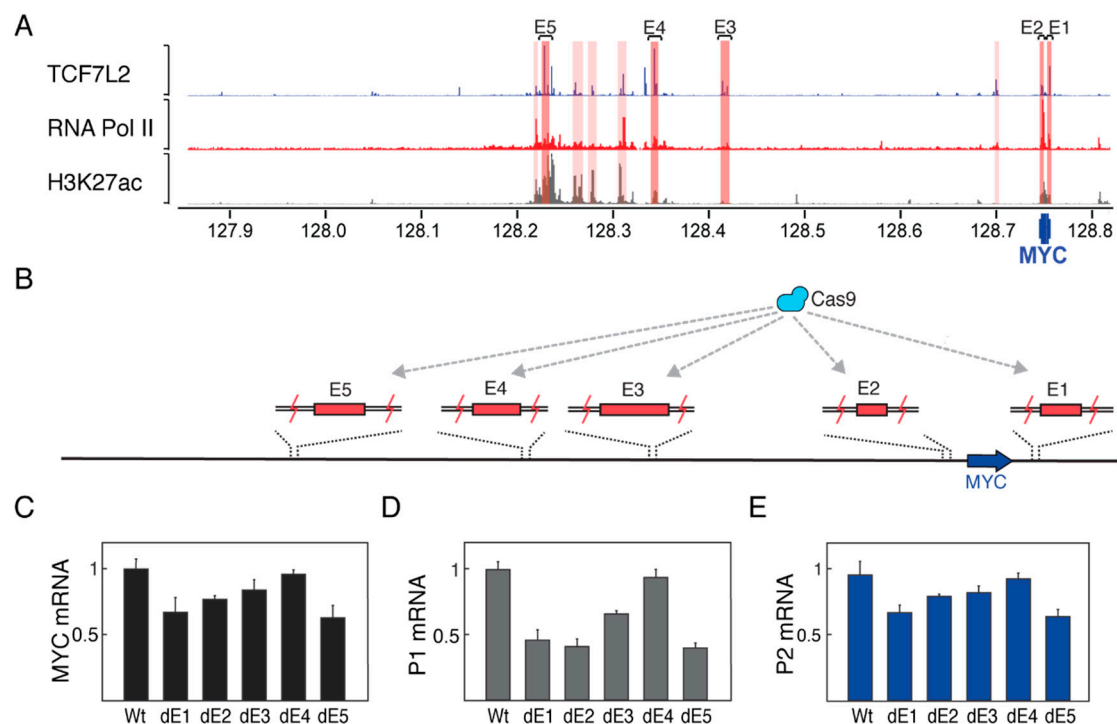 A
E5 E4 E3 E2 E1
TCF7L2
RNA Pol II
H3K27ac
127.9 128.0 128.1 128.2 128.3 128.4 128.5 128.6 128.7 128.8
MYC
B
Cas9
E5 E4 E3 E2 E1
MYC
C D E
MYC mRNA
1
0.5
Wt dE1 dE2 dE3 dE4 dE5
P1 mRNA
1
0.5
Wt dE1 dE2 dE3 dE4 dE5
P2 mRNA
1
0.5
Wt dE1 dE2 dE3 dE4 dE5